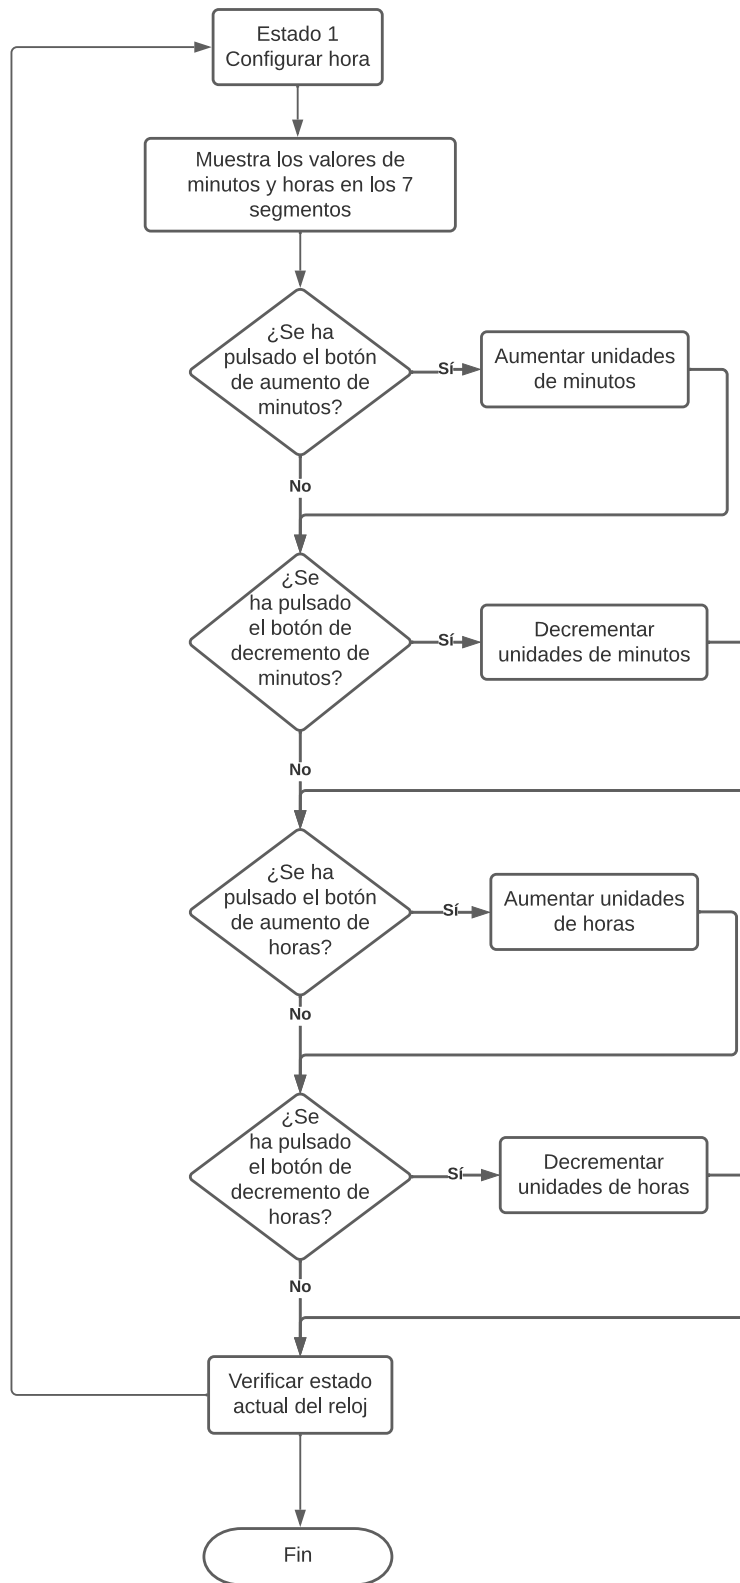 Estado 1
Configurar hora
Muestra los valores de
minutos y horas en los 7
segmentos
¿Se ha
pulsado el botón
de aumento de
minutos?
Sí
Aumentar unidades
de minutos
No
¿Se
ha pulsado
el botón de
decremento de
minutos?
Sí
Decrementar
unidades de minutos
No
¿Se ha
pulsado el botón
de aumento de
horas?
Sí
Aumentar unidades
de horas
No
¿Se
ha pulsado
el botón de
decremento de
horas?
Sí
Decrementar
unidades de horas
No
Verificar estado
actual del reloj
Fin